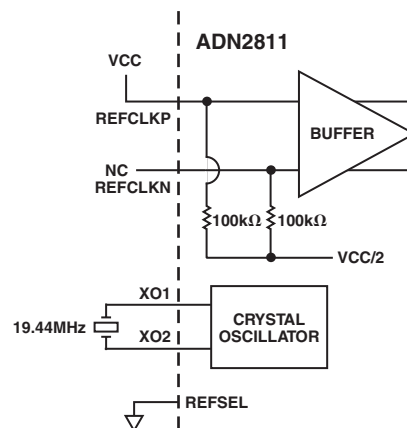 ADN2811
VCC
REFCLKP
BUFFER
NC
REFCLKN
100kΩ 100kΩ
VCC/2
XO1
19.44MHz
XO2
CRYSTAL
OSCILLATOR
REFSEL